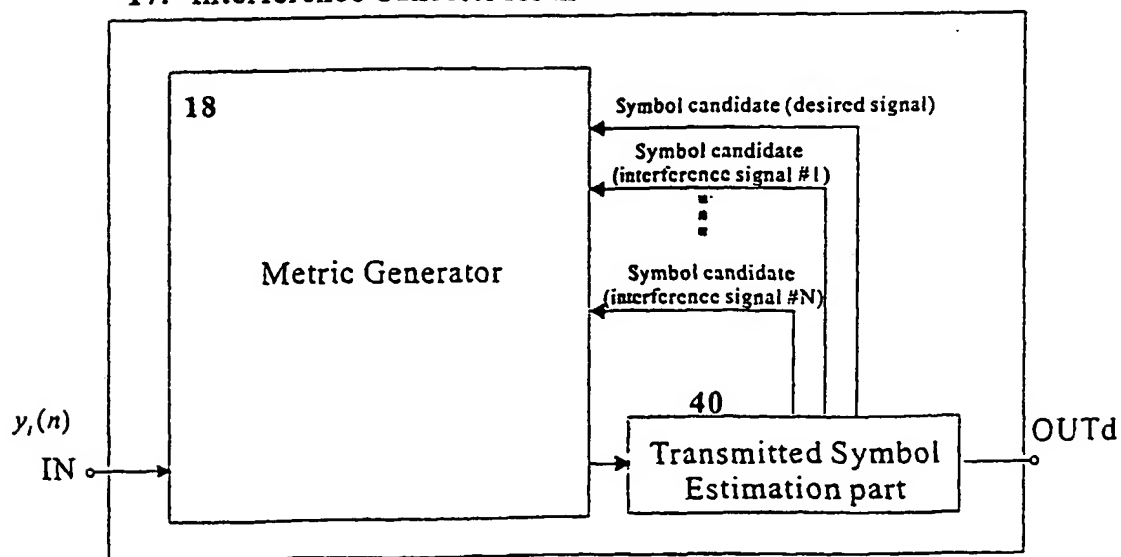 18
Symbol candidate (desired signal)
Symbol candidate
(interference signal #1)
Symbol candidate
(interference signal #N)
Metric Generator
40
Transmitted Symbol
Estimation part
y_i(n)
IN
OUTd